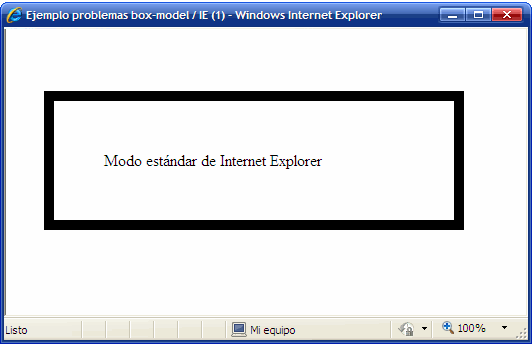 Ejemplo problemas box-model / IE (1) - Windows Internet Explorer
Modo estándar de Internet Explorer
Listo
Mi equipo
100%